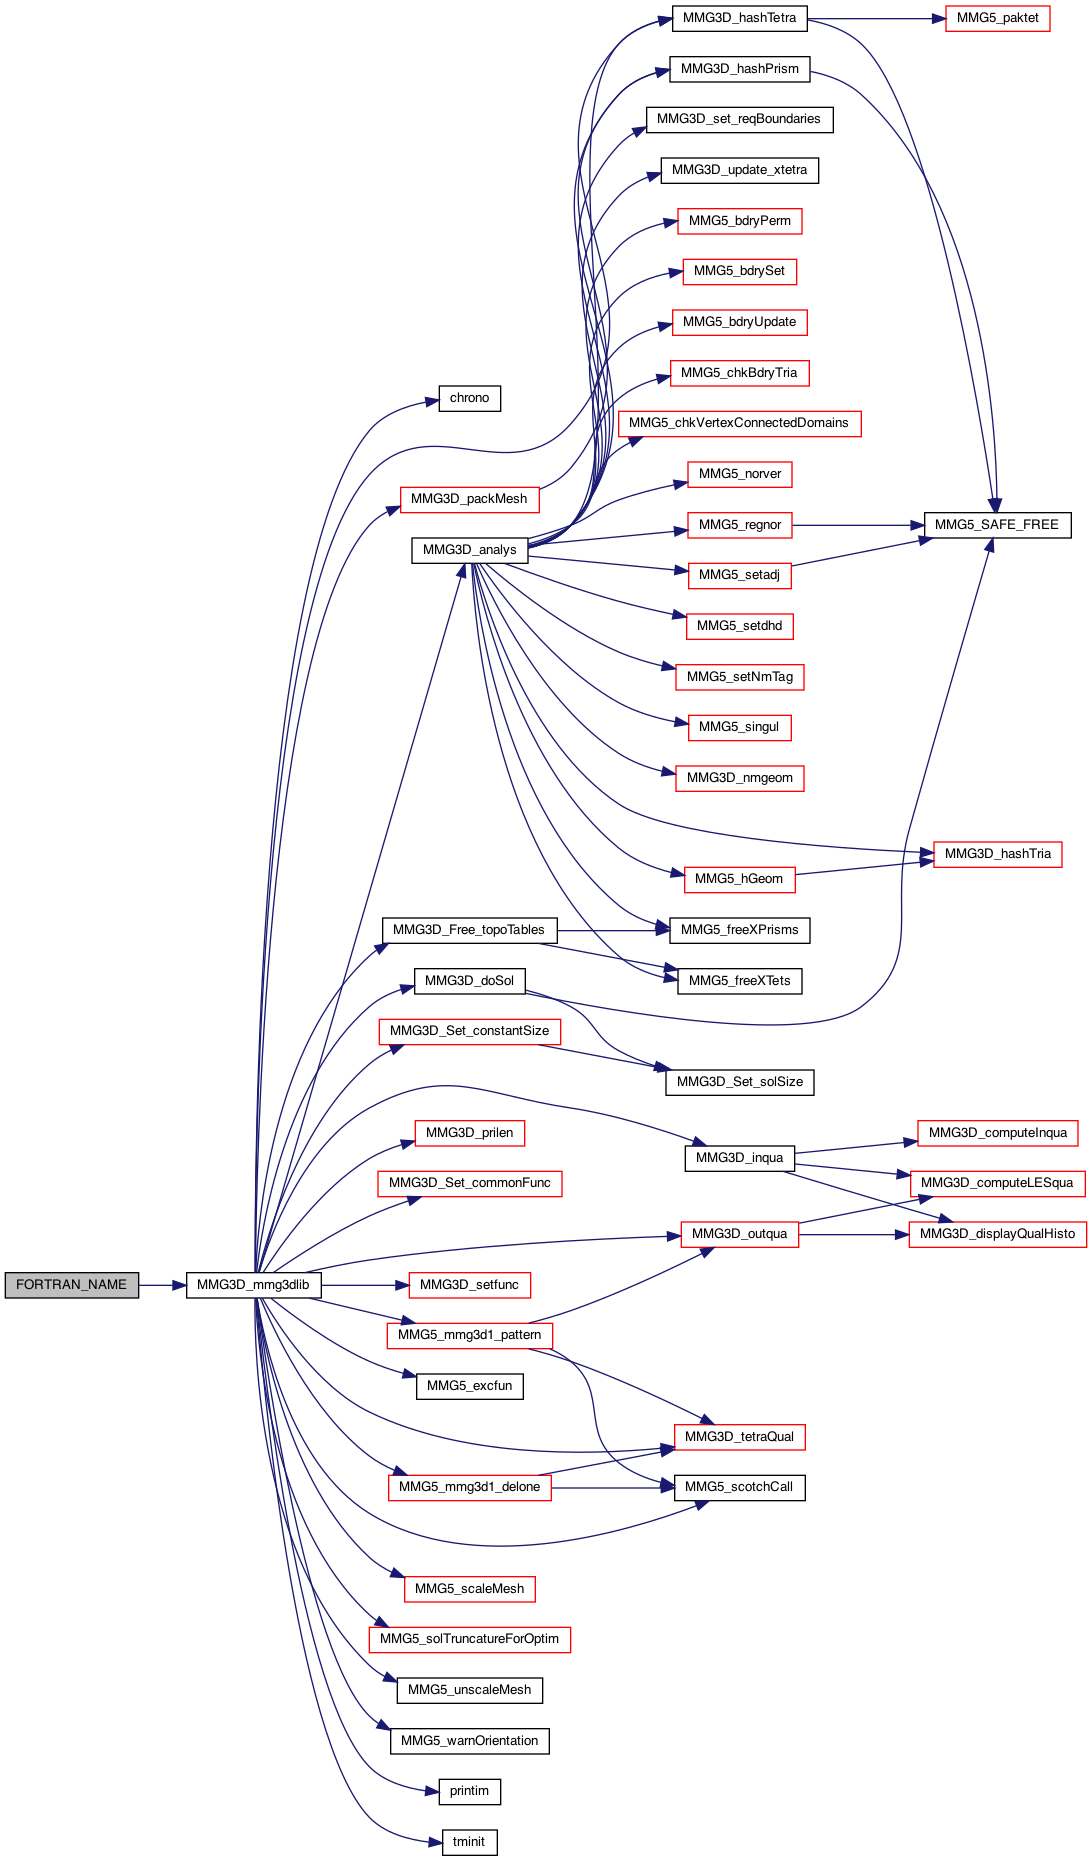 MMG3D_hashTetra
MMG5_paktet
MMG3D_hashPrism
MMG3D_set_reqBoundaries
MMG3D_update_xtetra
MMG5_bdryPerm
MMG5_bdrySet
MMG5_bdryUpdate
MMG5_chkBdryTria
chrono
MMG5_chkVertexConnectedDomains
MMG5_norver
MMG3D_packMesh
MMG5_regnor
MMG5_SAFE_FREE
MMG3D_analys
MMG5_setadj
MMG5_setdhd
MMG5_setNmTag
MMG5_singul
MMG3D_nmgeom
MMG3D_hashTria
MMG5_hGeom
MMG3D_Free_topoTables
MMG5_freeXPrisms
MMG3D_doSol
MMG5_freeXTets
MMG3D_Set_constantSize
MMG3D_Set_solSize
MMG3D_prilen
MMG3D_computeInqua
MMG3D_inqua
MMG3D_Set_commonFunc
MMG3D_computeLESqua
MMG3D_outqua
MMG3D_displayQualHisto
FORTRAN_NAME
MMG3D_mmg3dlib
MMG3D_setfunc
MMG5_mmg3d1_pattern
MMG5_excfun
MMG3D_tetraQual
MMG5_mmg3d1_delone
MMG5_scotchCall
MMG5_scaleMesh
MMG5_solTruncatureForOptim
MMG5_unscaleMesh
MMG5_warnOrientation
printim
tminit